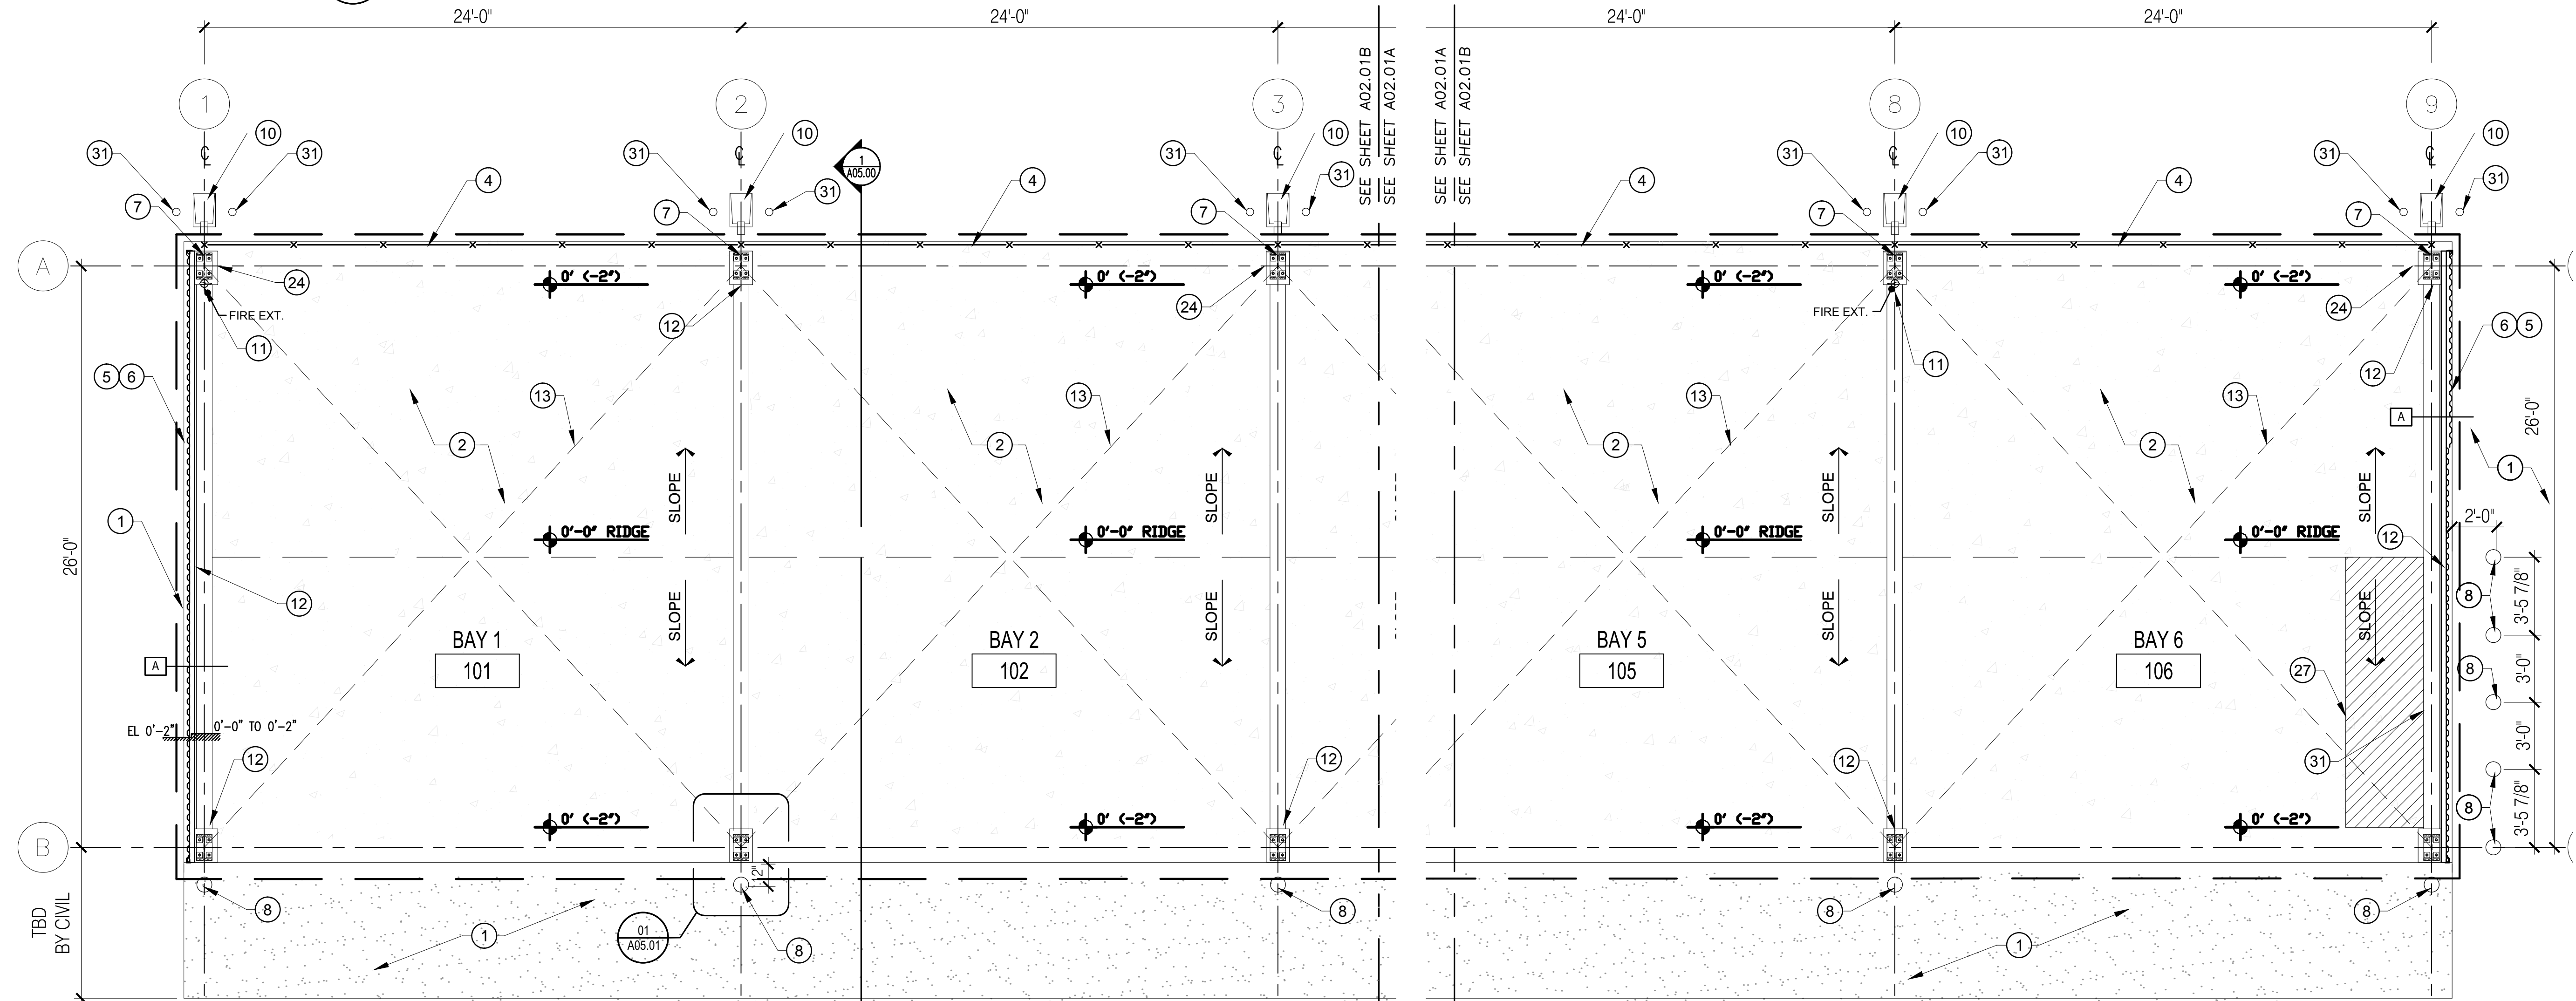 24'-0" 24'-0" 24'-0" 24'-0"
SEE SHEET A02.01B
SEE SHEET A02.01A
SEE SHEET A02.01A
SEE SHEET A02.01B
1 2 3 8 9
10 10 10 10 10
31 31 31 31 31 31 31 31 31 31
1
A05.00
4 4 4 4
7 7 7 7 7
A
24 24 24
0' (-2") 0' (-2") 0' (-2") 0' (-2")
FIRE EXT. FIRE EXT.
12 12
11 11
5 6 6 5
13 13 13 13
A
2 2 2 2
26'-0" 26'-0"
SLOPE SLOPE SLOPE SLOPE
1 1
0'-0" RIDGE 0'-0" RIDGE 0'-0" RIDGE 0'-0" RIDGE
2'-0"
12 12
SLOPE SLOPE SLOPE SLOPE
8 3'-5 7/8"
BAY 1 BAY 2 BAY 5 BAY 6
101 102 105 106
A
27
8 3'-0"
EL 0'-2" 0'-0" TO 0'-2"
3'-0"
12 12 12 31
8 3'-5 7/8"
0' (-2") 0' (-2") 0' (-2") 0' (-2")
B
12"
8 8 8 8 8
TBD
BY CIVIL
1 1
01
A05.01